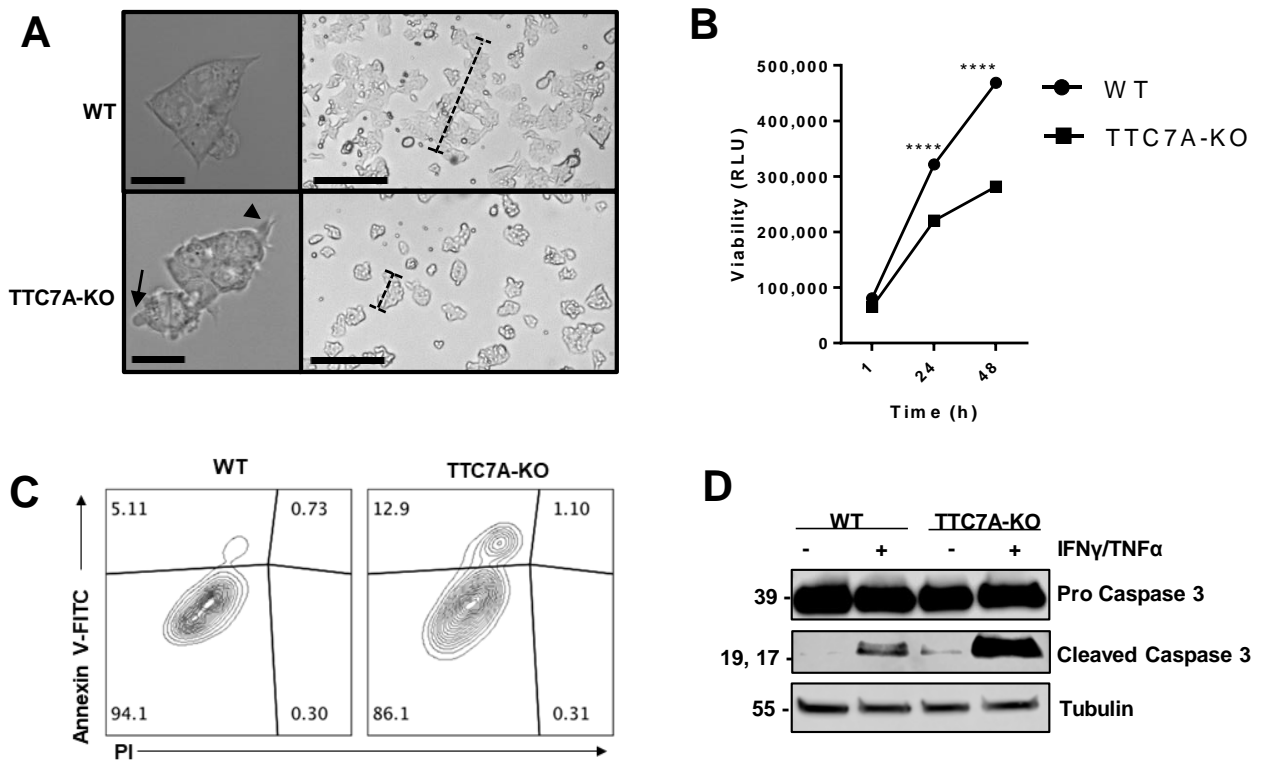 A
WT
TTC7A-KO
B
500,000
400,000
300,000
200,000
100,000
0
Viability (RLU)
****
****
1
24
48
Time (h)
WT
TTC7A-KO
C
WT
TTC7A-KO
5.11
0.73
94.1
0.30
12.9
1.10
86.1
0.31
Annexin V-FITC
PI
D
WT TTC7A-KO
- + - + IFNγ/TNFα
39 - Pro Caspase 3
19, 17 - Cleaved Caspase 3
55 - Tubulin